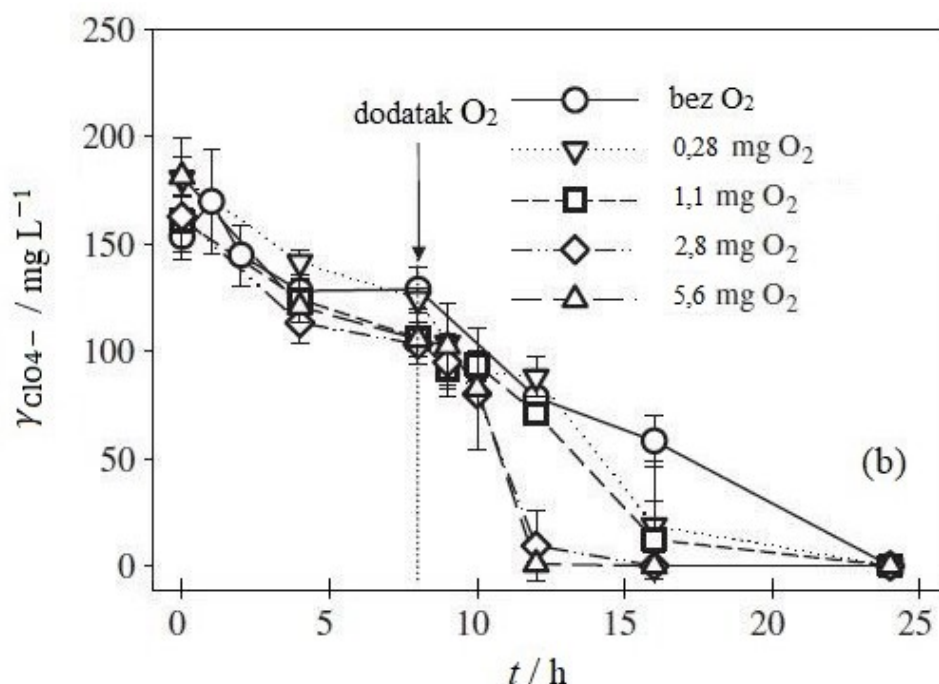 250
200
150
100
50
0
γClO4− / mg L−1
dodatak O2
bez O2
0,28 mg O2
1,1 mg O2
2,8 mg O2
5,6 mg O2
(b)
0 5 10 15 20 25
t / h